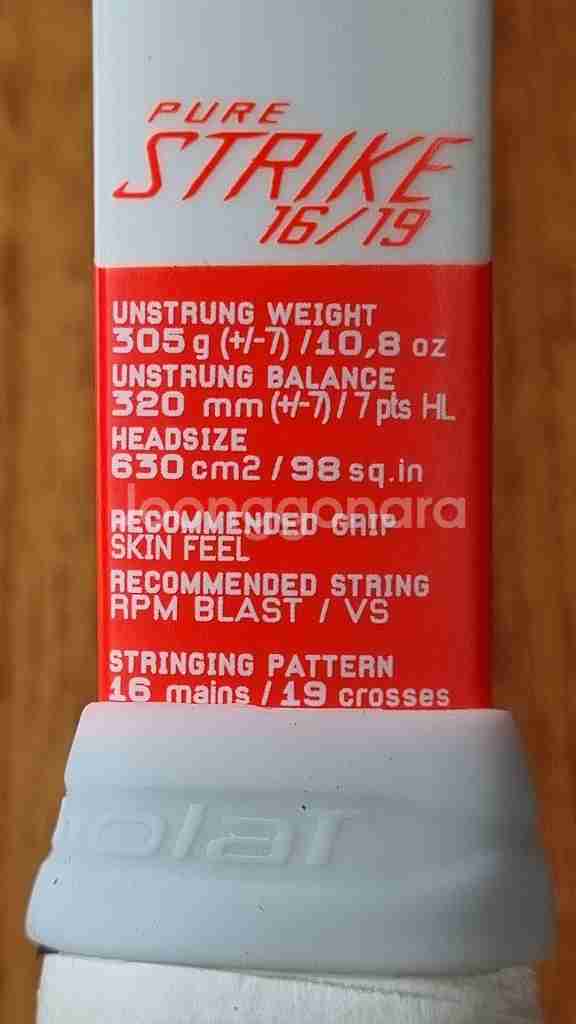 PURE
STRIKE
16/19
UNSTRUNG WEIGHT
305 g (+/-7) / 10,8 oz
UNSTRUNG BALANCE
320 mm (+/-7) / 7 pts HL
HEADSIZE
630 cm2 / 98 sq.in
joonggonara
RECOMMENDED GRIP
SKIN FEEL
RECOMMENDED STRING
RPM BLAST / VS
STRINGING PATTERN
16 mains / 19 crosses
olat